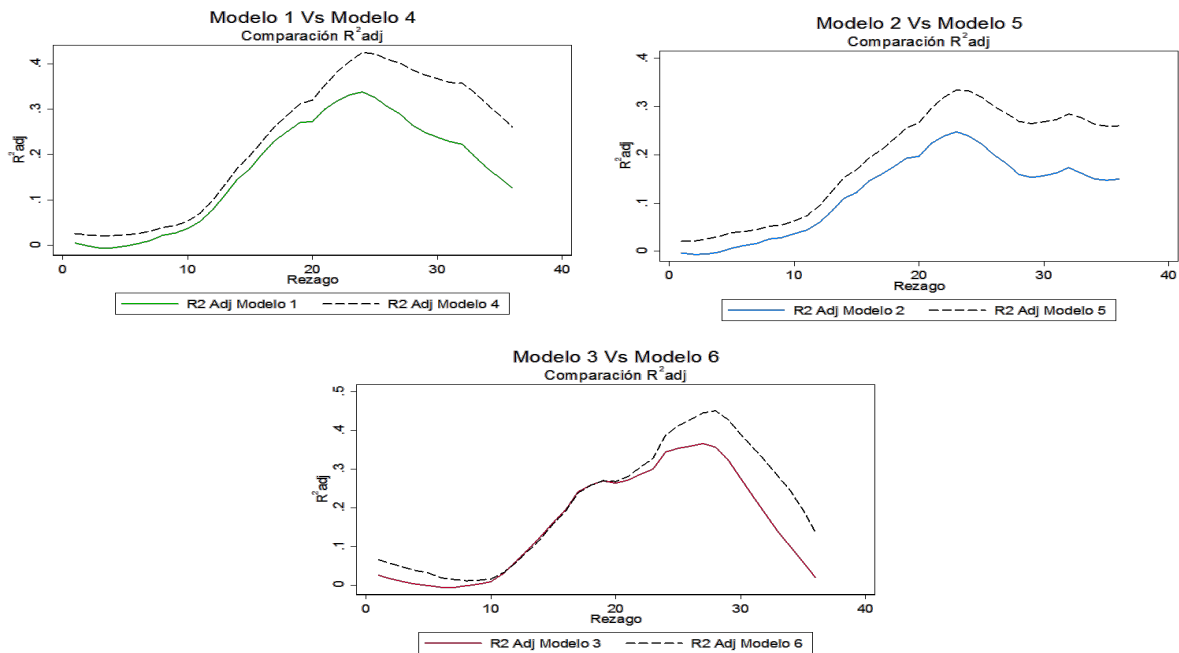 Modelo 1 Vs Modelo 4
Comparación R²adj
R²adj
.4
.3
.2
.1
0
0 10 20 30 40
Rezago
R2 Adj Modelo 1 R2 Adj Modelo 4
Modelo 2 Vs Modelo 5
Comparación R²adj
R²adj
.4
.3
.2
.1
0
0 10 20 30 40
Rezago
R2 Adj Modelo 2 R2 Adj Modelo 5
Modelo 3 Vs Modelo 6
Comparación R²adj
R²adj
.5
.4
.3
.2
.1
0
0 10 20 30 40
Rezago
R2 Adj Modelo 3 R2 Adj Modelo 6